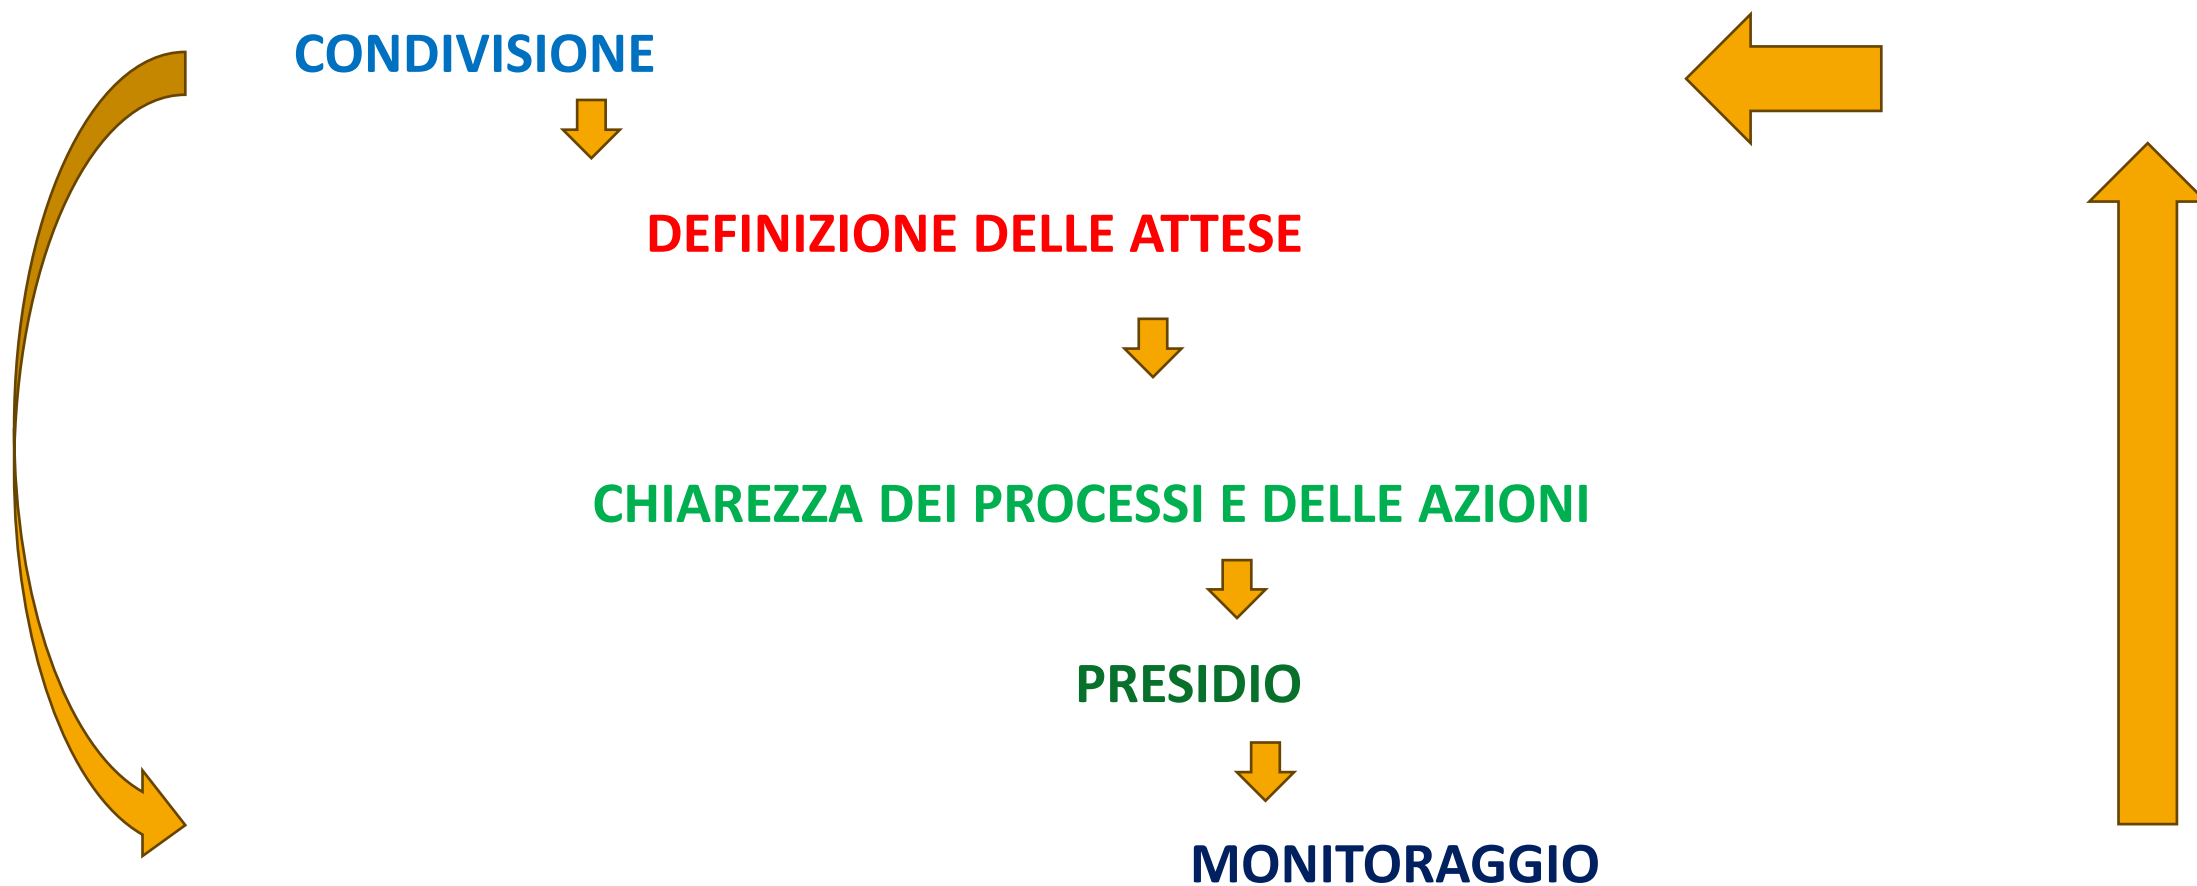 CONDIVISIONE
DEFINIZIONE DELLE ATTESE
CHIAREZZA DEI PROCESSI E DELLE AZIONI
PRESIDIO
MONITORAGGIO